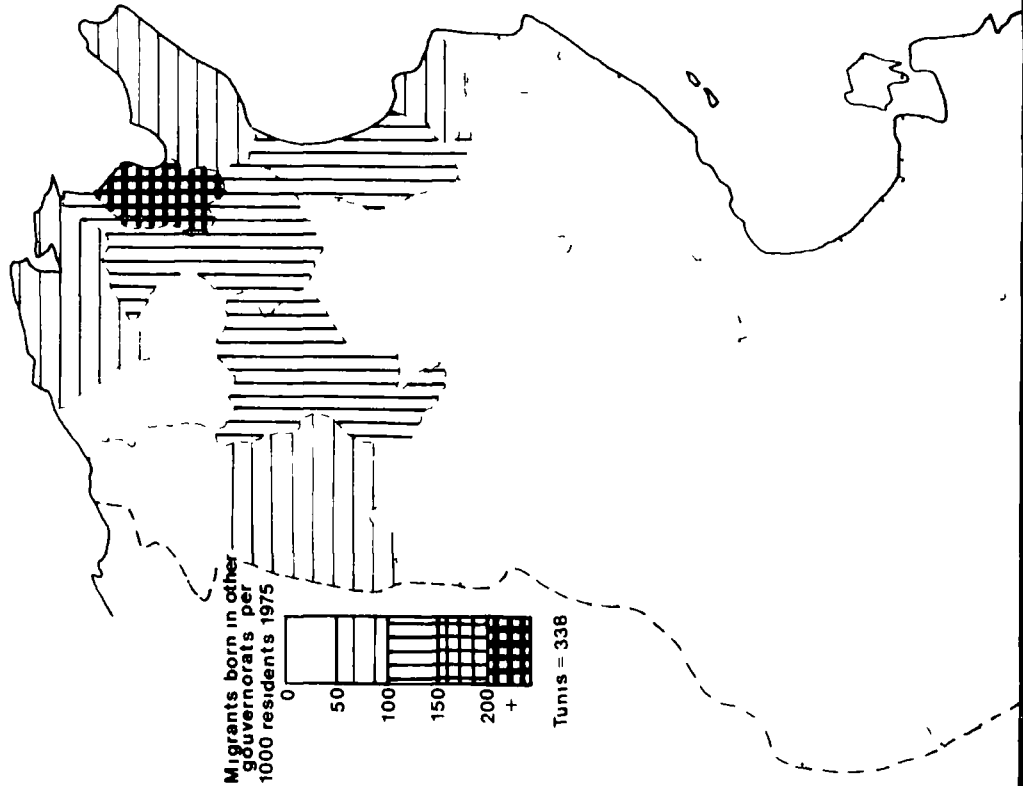 Migrants born in other
gouvernorats per
1000 residents 1975
0
50
100
150
200
+
Tunis = 338